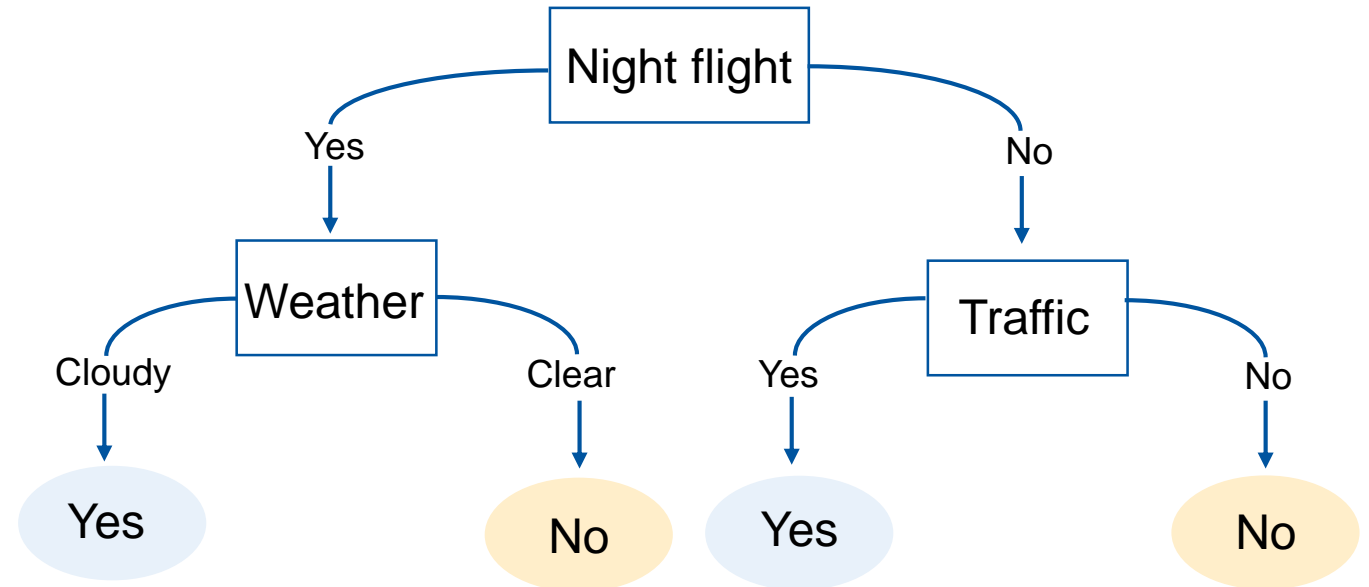 Night flight
Yes
No
Weather
Traffic
Cloudy
Clear
Yes
No
Yes
No
Yes
No